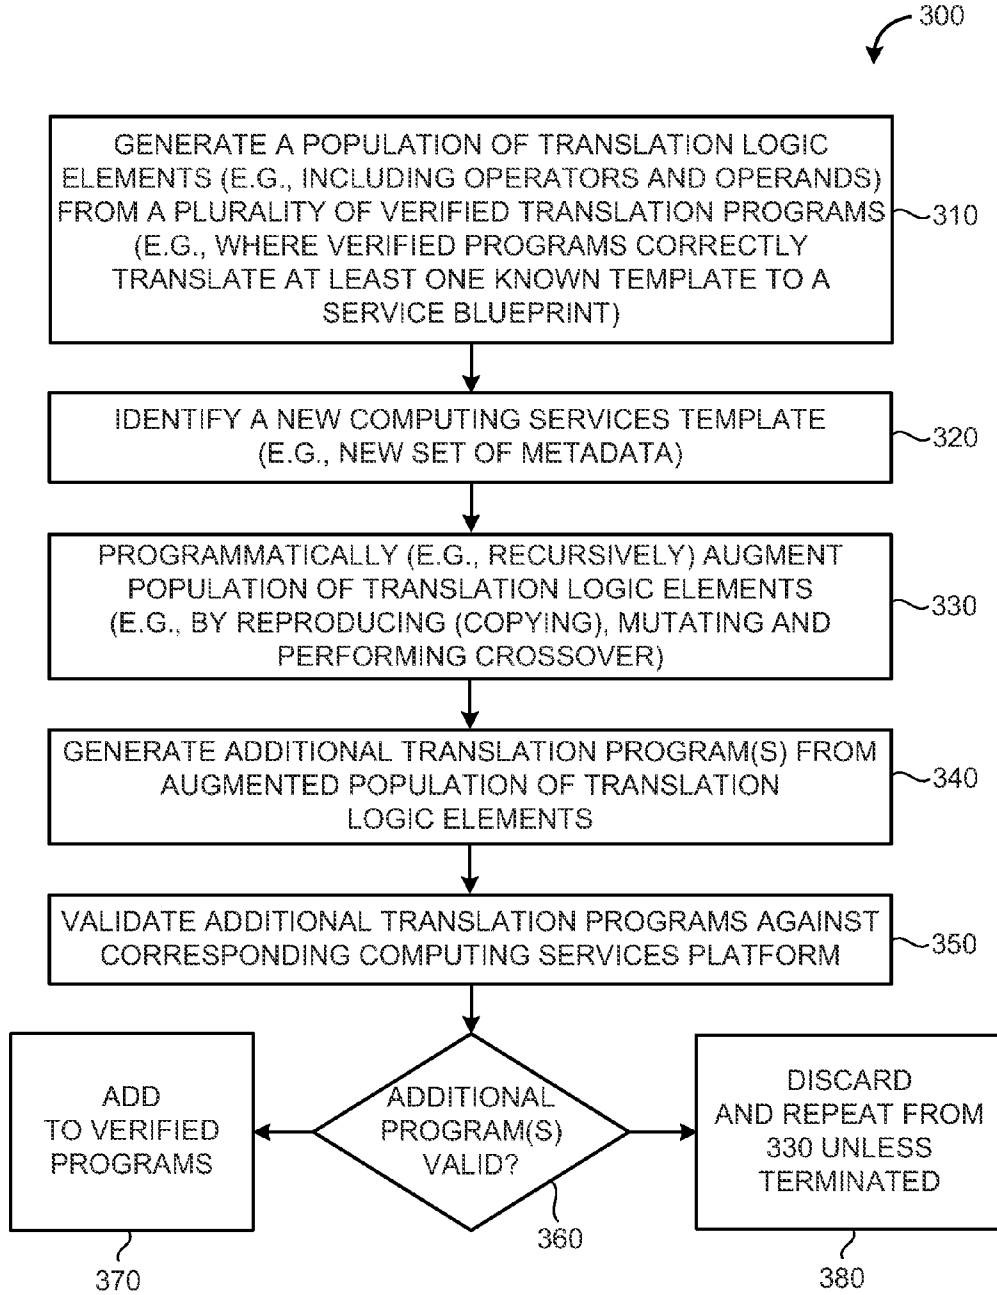 300
GENERATE A POPULATION OF TRANSLATION LOGIC
ELEMENTS (E.G., INCLUDING OPERATORS AND OPERANDS)
FROM A PLURALITY OF VERIFIED TRANSLATION PROGRAMS
(E.G., WHERE VERIFIED PROGRAMS CORRECTLY
TRANSLATE AT LEAST ONE KNOWN TEMPLATE TO A
SERVICE BLUEPRINT)
310
IDENTIFY A NEW COMPUTING SERVICES TEMPLATE
(E.G., NEW SET OF METADATA)
320
PROGRAMMATICALLY (E.G., RECURSIVELY) AUGMENT
POPULATION OF TRANSLATION LOGIC ELEMENTS
(E.G., BY REPRODUCING (COPYING), MUTATING AND
PERFORMING CROSSOVER)
330
GENERATE ADDITIONAL TRANSLATION PROGRAM(S) FROM
AUGMENTED POPULATION OF TRANSLATION
LOGIC ELEMENTS
340
VALIDATE ADDITIONAL TRANSLATION PROGRAMS AGAINST
CORRESPONDING COMPUTING SERVICES PLATFORM
350
ADD
TO VERIFIED
PROGRAMS
370
ADDITIONAL
PROGRAM(S)
VALID?
360
DISCARD
AND REPEAT FROM
330 UNLESS
TERMINATED
380